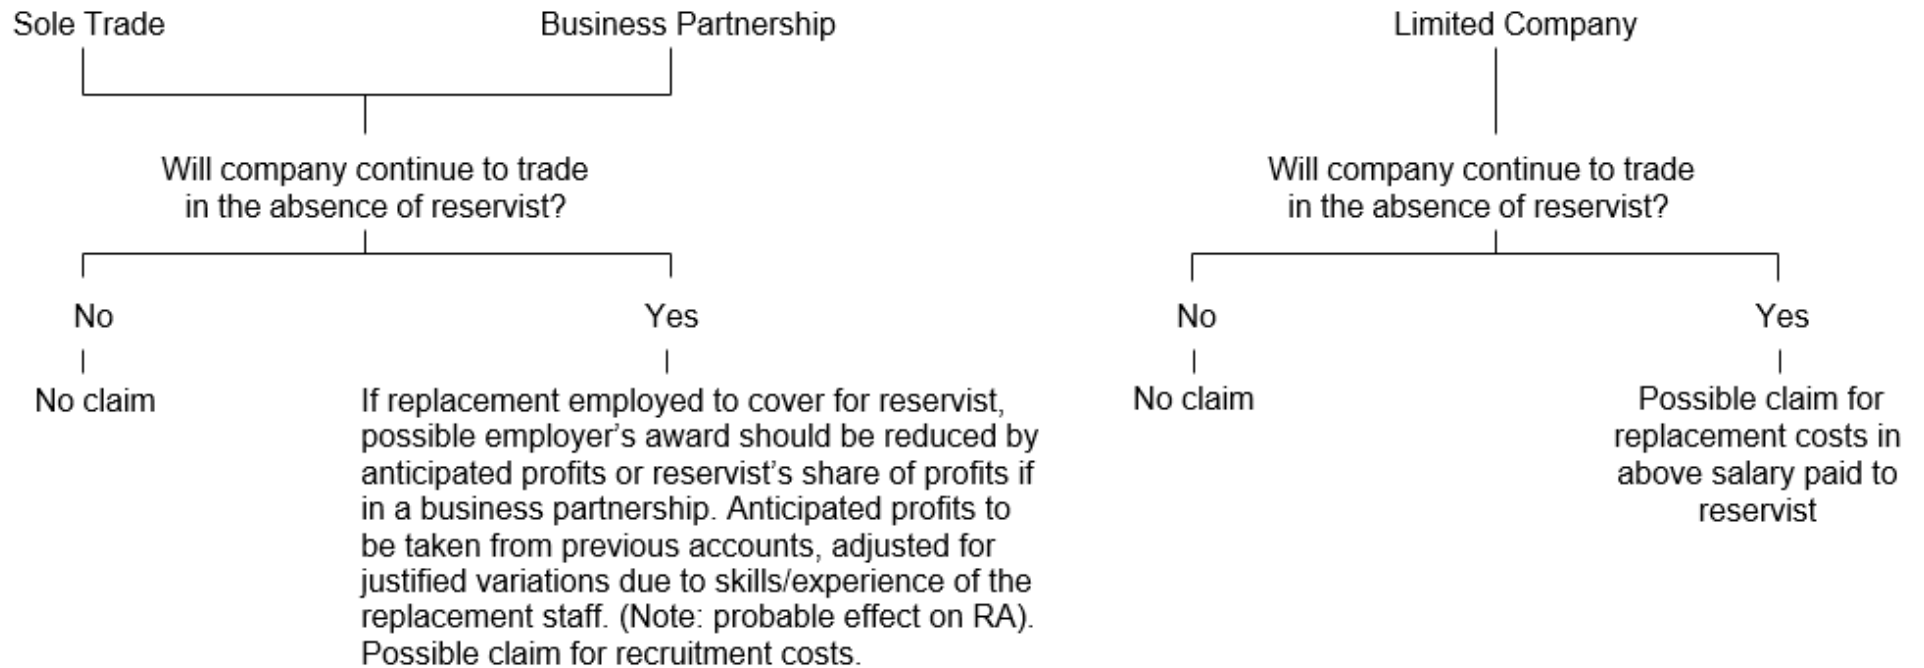 Sole Trade
Business Partnership
Limited Company
Will company continue to trade
in the absence of reservist?
Will company continue to trade
in the absence of reservist?
No
Yes
No
Yes
No claim
If replacement employed to cover for reservist,
possible employer's award should be reduced by
anticipated profits or reservist's share of profits if
in a business partnership. Anticipated profits to
be taken from previous accounts, adjusted for
justified variations due to skills/experience of the
replacement staff. (Note: probable effect on RA).
Possible claim for recruitment costs.
No claim
Possible claim for
replacement costs in
above salary paid to
reservist